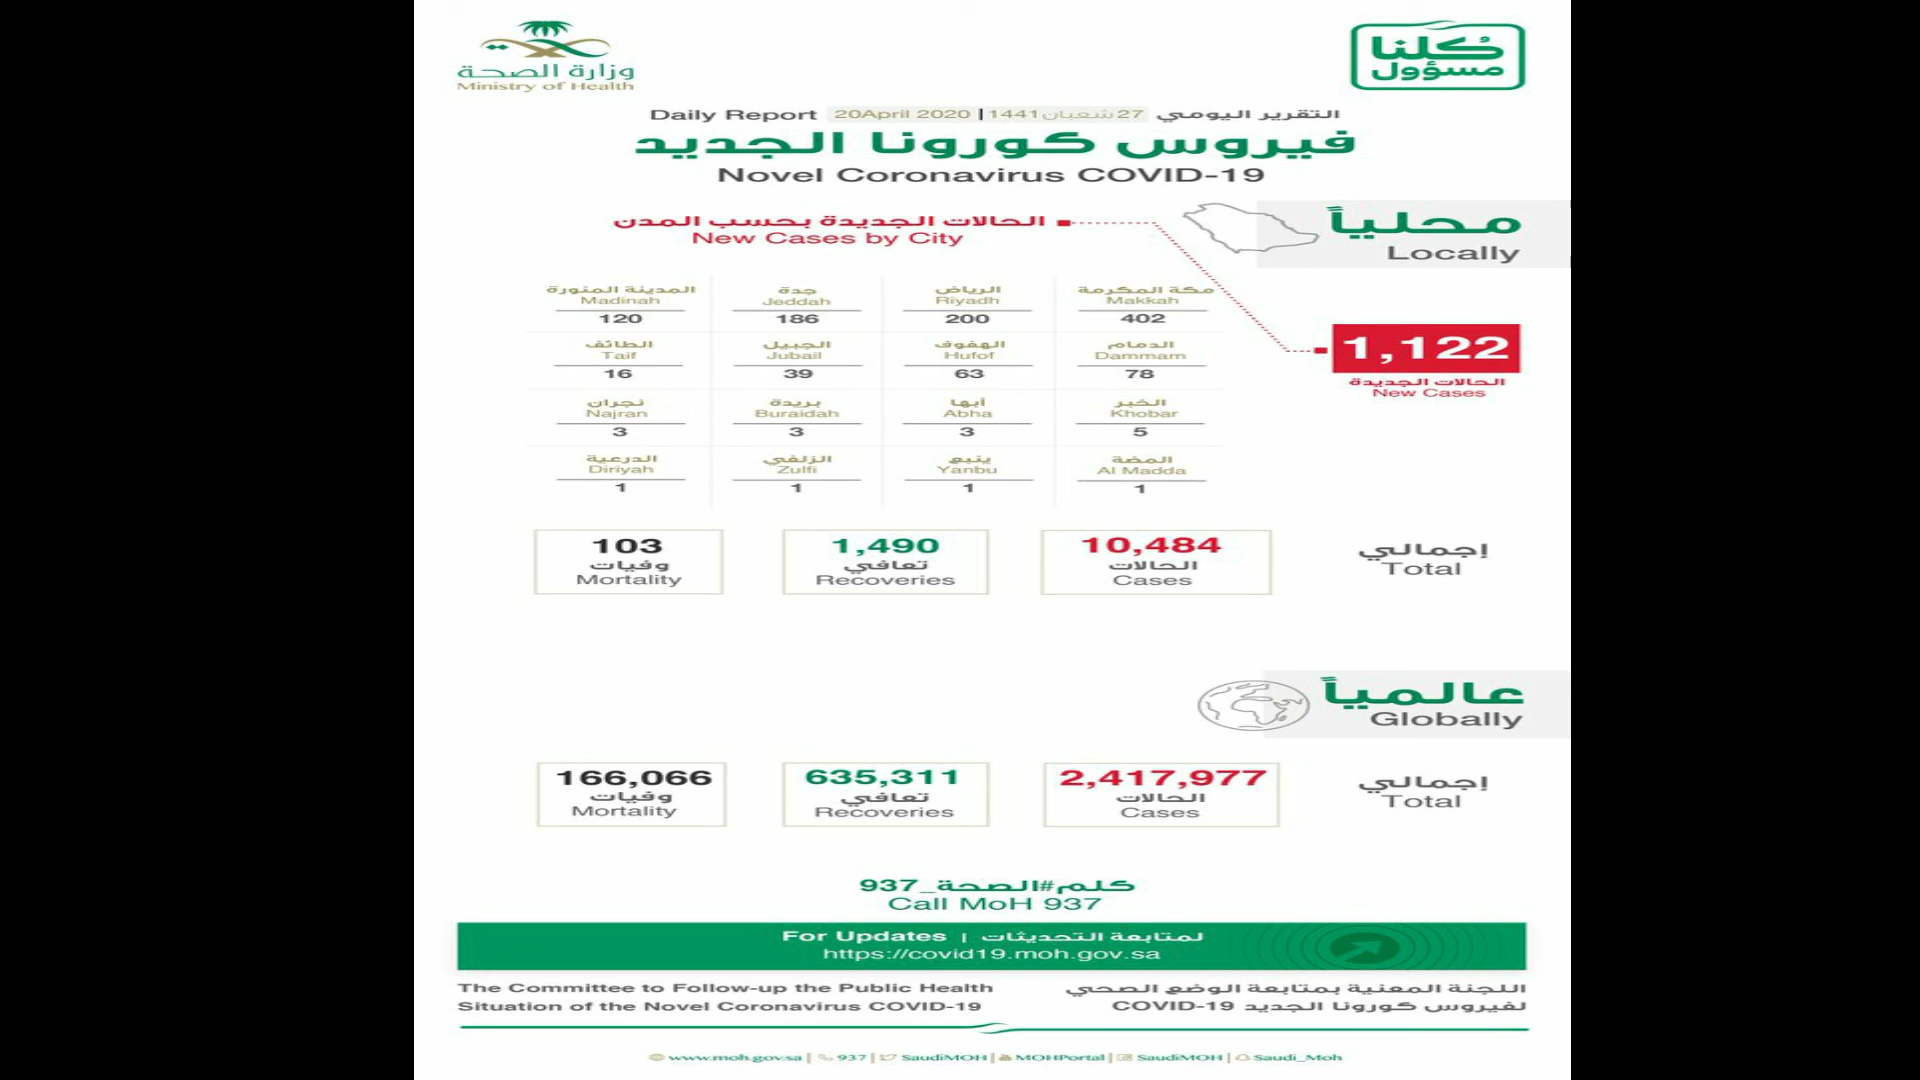 وزارة الصحة
Ministry of Health
كُلنا
مسؤول
Daily Report 20April 2020 | 27 شعبان 1441 التقرير اليومي
فيروس كورونا الجديد
Novel Coronavirus COVID-19
محلياً
Locally
الحالات الجديدة بحسب المدن
New Cases by City
1,122
الحالات الجديدة
New Cases
المدينة المنورة جدة الرياض مكة المكرمة
Madinah Jeddah Riyadh Makkah
120 186 200 402
الطائف الجبيل الهفوف الدمام
Taif Jubail Hufof Dammam
16 39 63 78
نجران بريدة أبها الخبر
Najran Buraidah Abha Khobar
3 3 3 5
الدرعية الزلفي ينبع المضة
Diriyah Zulfi Yanbu Al Madda
1 1 1 1
103 1,490 10,484 إجمالي
وفيات تعافي الحالات Total
Mortality Recoveries Cases
عالمياً
Globally
166,066 635,311 2,417,977 إجمالي
وفيات تعافي الحالات Total
Mortality Recoveries Cases
كلم#الصحة_937
Call MoH 937
For Updates | لمتابعة التحديثات
https://covid19.moh.gov.sa
The Committee to Follow-up the Public Health
Situation of the Novel Coronavirus COVID-19
اللجنة المعنية بمتابعة الوضع الصحي
لفيروس كورونا الجديد COVID-19
www.moh.gov.sa | 937 | SaudiMOH | MOHPortal | SaudiMOH | Saudi_Moh